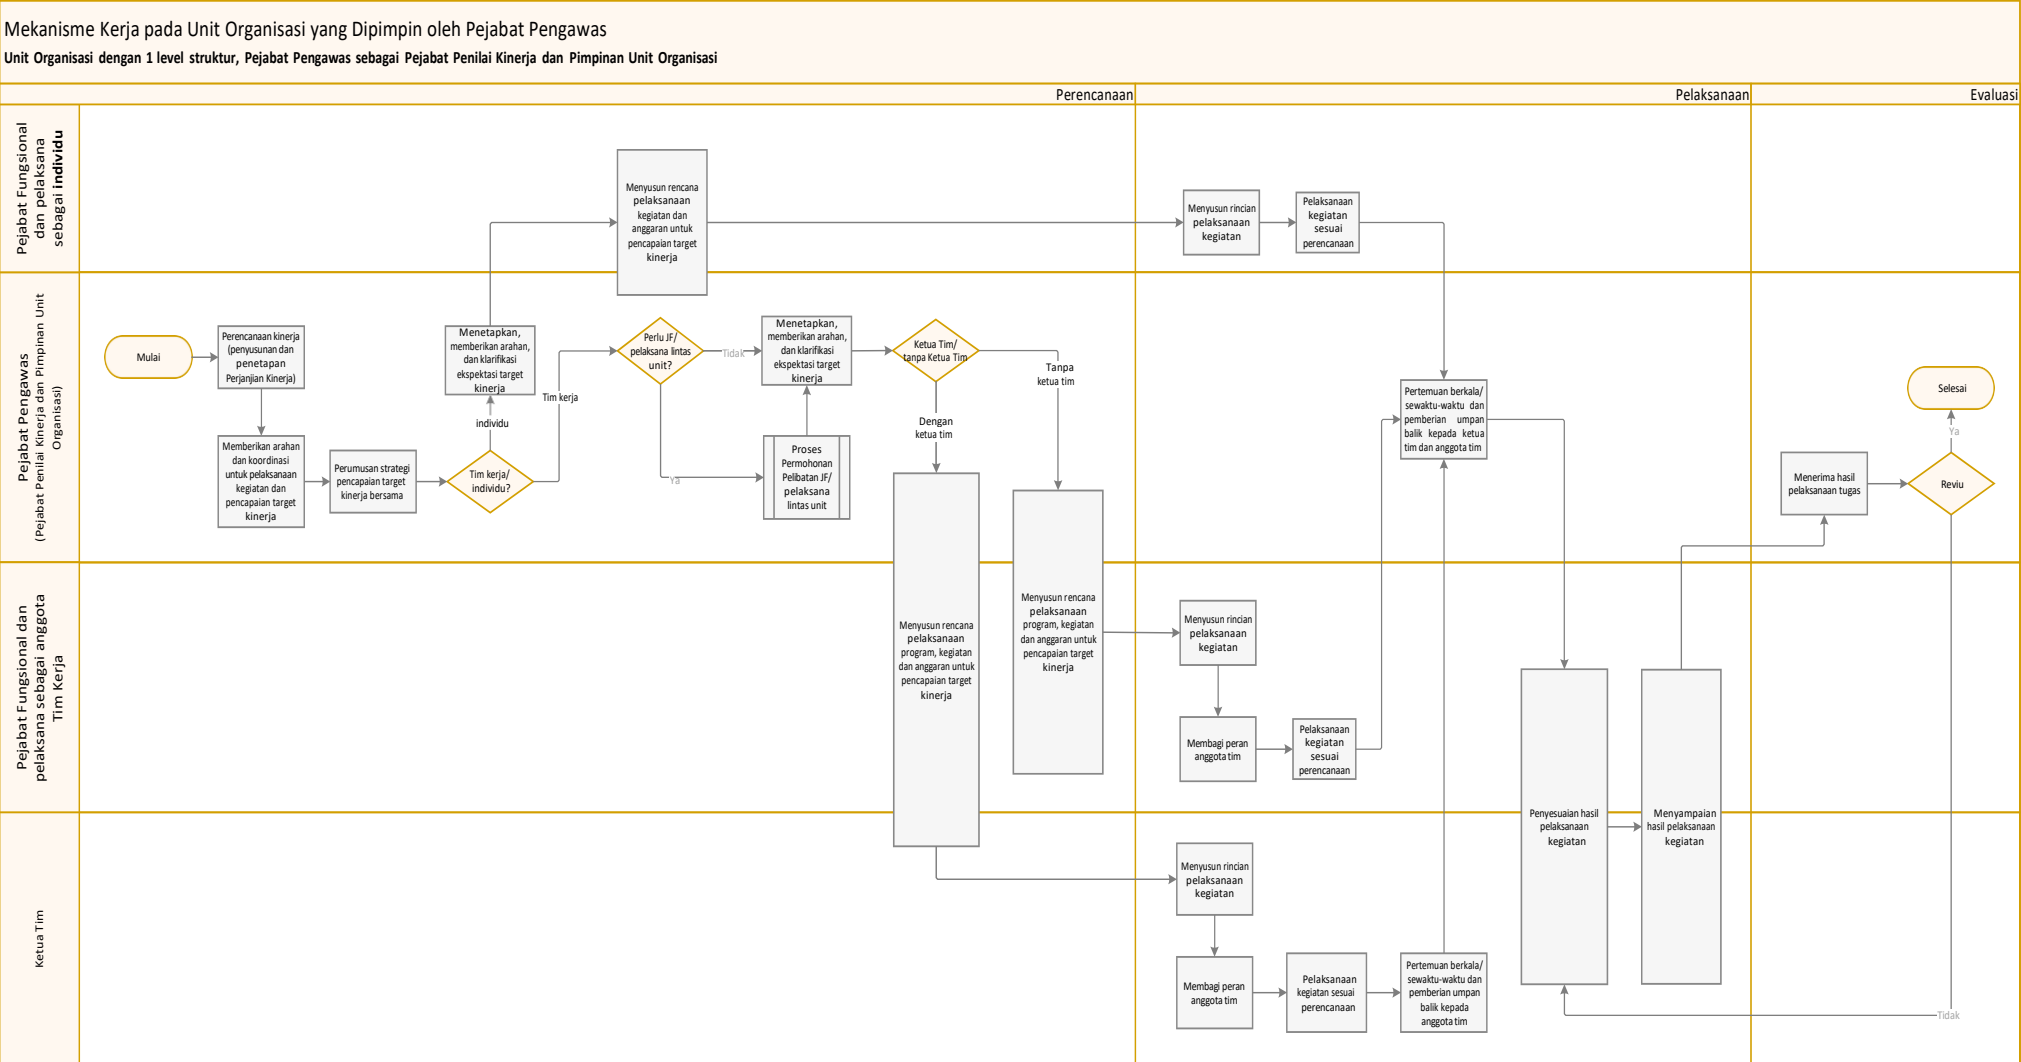 Mekanisme Kerja pada Unit Organisasi yang Dipimpin oleh Pejabat Pengawas
Unit Organisasi dengan 1 level struktur, Pejabat Pengawas sebagai Pejabat Penilai Kinerja dan Pimpinan Unit Organisasi
Perencanaan
Pelaksanaan
Evaluasi
Pejabat Fungsional
dan pelaksana
sebagai individu
Menyusun rencana
pelaksanaan
kegiatan dan
anggaran untuk
pencapaian target
kinerja
Menyusun rincian
pelaksanaan
kegiatan
Pelaksanaan
kegiatan
sesuai
perencanaan
Pejabat Pengawas
(Pejabat Penilai Kinerja dan Pimpinan Unit
Organisasi)
Mulai
Perencanaan kinerja
(penyusunan dan
penetapan
Perjanjian Kinerja)
Memberikan arahan
dan koordinasi
untuk pelaksanaan
kegiatan dan
pencapaian target
kinerja
Perumusan strategi
pencapaian target
kinerja bersama
Tim kerja/
individu?
individu
Menetapkan,
memberikan arahan,
dan klarifikasi
ekspektasi target
kinerja
Tim kerja
Perlu JF/
pelaksana lintas
unit?
Tidak
Ya
Proses
Permohonan
Pelibatan JF/
pelaksana
lintas unit
Menetapkan,
memberikan arahan,
dan klarifikasi
ekspektasi target
kinerja
Ketua Tim/
tanpa Ketua Tim
Dengan
ketua tim
Tanpa
ketua tim
Pertemuan berkala/
sewaktu-waktu dan
pemberian umpan
balik kepada ketua
tim dan anggota tim
Menerima hasil
pelaksanaan tugas
Reviu
Ya
Selesai
Tidak
Pejabat Fungsional dan
pelaksana sebagai anggota
Tim Kerja
Menyusun rencana
pelaksanaan
program, kegiatan
dan anggaran untuk
pencapaian target
kinerja
Menyusun rencana
pelaksanaan
program, kegiatan
dan anggaran untuk
pencapaian target
kinerja
Menyusun rincian
pelaksanaan
kegiatan
Membagi peran
anggota tim
Pelaksanaan
kegiatan
sesuai
perencanaan
Penyesuaian hasil
pelaksanaan
kegiatan
Menyampaian
hasil pelaksanaan
kegiatan
Ketua Tim
Menyusun rincian
pelaksanaan
kegiatan
Membagi peran
anggota tim
Pelaksanaan
kegiatan sesuai
perencanaan
Pertemuan berkala/
sewaktu-waktu dan
pemberian umpan
balik kepada
anggota tim